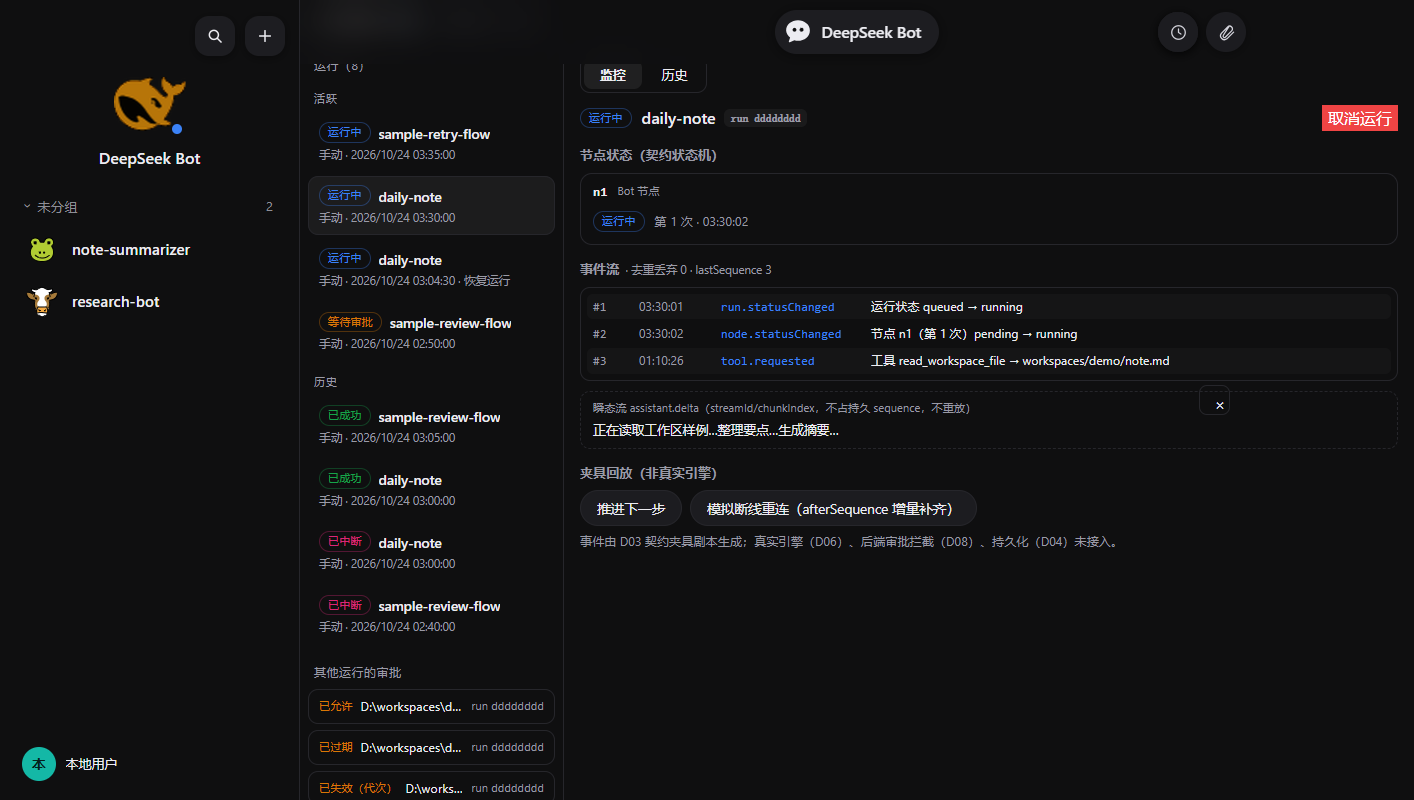 DeepSeek Bot
未分组
2
note-summarizer
research-bot
本
本地用户
运行（8）
活跃
运行中 sample-retry-flow
手动 · 2026/10/24 03:35:00
运行中 daily-note
手动 · 2026/10/24 03:30:00
运行中 daily-note
手动 · 2026/10/24 03:04:30 · 恢复运行
等待审批 sample-review-flow
手动 · 2026/10/24 02:50:00
历史
已成功 sample-review-flow
手动 · 2026/10/24 03:05:00
已成功 daily-note
手动 · 2026/10/24 03:00:00
已中断 daily-note
手动 · 2026/10/24 03:00:00
已中断 sample-review-flow
手动 · 2026/10/24 02:40:00
其他运行的审批
已允许 D:\workspaces\d... run dddddddd
已过期 D:\workspaces\d... run dddddddd
已失效（代次） D:\works... run dddddddd
DeepSeek Bot
监控 历史
运行中 daily-note run dddddddd
取消运行
节点状态（契约状态机）
n1 Bot 节点
运行中 第 1 次 · 03:30:02
事件流 · 去重丢弃 0 · lastSequence 3
#1 03:30:01 run.statusChanged 运行状态 queued → running
#2 03:30:02 node.statusChanged 节点 n1（第 1 次）pending → running
#3 01:10:26 tool.requested 工具 read_workspace_file → workspaces/demo/note.md
瞬态流 assistant.delta（streamId/chunkIndex，不占持久 sequence，不重放）
正在读取工作区样例...整理要点...生成摘要...
夹具回放（非真实引擎）
推进下一步 模拟断线重连（afterSequence 增量补齐）
事件由 D03 契约夹具剧本生成；真实引擎（D06）、后端审批拦截（D08）、持久化（D04）未接入。